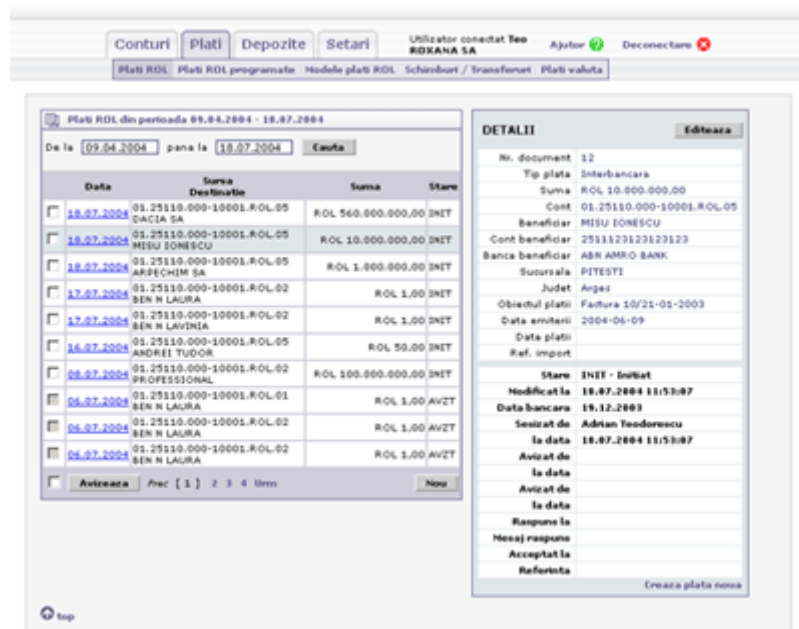 Conturi Plati Depozite Setari Utilizator conectat Teo ROXANA SA Ajutor Deconectare
Plati ROL Plati ROL programate Modele plati ROL Schimburi / Transferuri Plati valuta
Plati ROL din perioada 09.04.2004 - 18.07.2004
De la 09.04.2004 pana la 18.07.2004 Cauta
Data Sursa Destinatie Suma Stare
18.07.2004 01.25110.000-10001.ROL.05 DACIA SA ROL 560.000.000,00 INIT
18.07.2004 01.25110.000-10001.ROL.05 MISU IONESCU ROL 10.000.000,00 INIT
18.07.2004 01.25110.000-10001.ROL.05 ARPECHIM SA ROL 1.000.000,00 INIT
17.07.2004 01.25110.000-10001.ROL.02 BEN N LAURA ROL 1,00 INIT
17.07.2004 01.25110.000-10001.ROL.02 BEN N LAVINIA ROL 1,00 INIT
16.07.2004 01.25110.000-10001.ROL.05 ANDREI TUDOR ROL 50,00 INIT
08.07.2004 01.25110.000-10001.ROL.02 PROFESSIONAL ROL 100.000.000,00 INIT
06.07.2004 01.25110.000-10001.ROL.01 BEN N LAURA ROL 1,00 AVZT
06.07.2004 01.25110.000-10001.ROL.02 BEN N LAURA ROL 1,00 AVZT
06.07.2004 01.25110.000-10001.ROL.02 BEN N LAURA ROL 1,00 AVZT
Avizeaza Prec [ 1 ] 2 3 4 Urm Nou
DETALII Editeaza
Nr. document 12
Tip plata Interbancara
Suma ROL 10.000.000,00
Cont 01.25110.000-10001.ROL.05
Beneficiar MISU IONESCU
Cont beneficiar 2511123123123123
Banca beneficiar ABN AMRO BANK
Sucursala PITESTI
Judet Arges
Obiectul platii Factura 10/21-01-2003
Data emiterii 2004-06-09
Data platii
Ref. import
Stare INIT - Initiat
Modificat la 18.07.2004 11:53:07
Data bancara 19.12.2003
Sesizat de Adrian Teodorescu
la data 18.07.2004 11:53:07
Avizat de
la data
Avizat de
la data
Raspuns la
Mesaj raspuns
Acceptat la
Referinta
Creaza plata noua
top